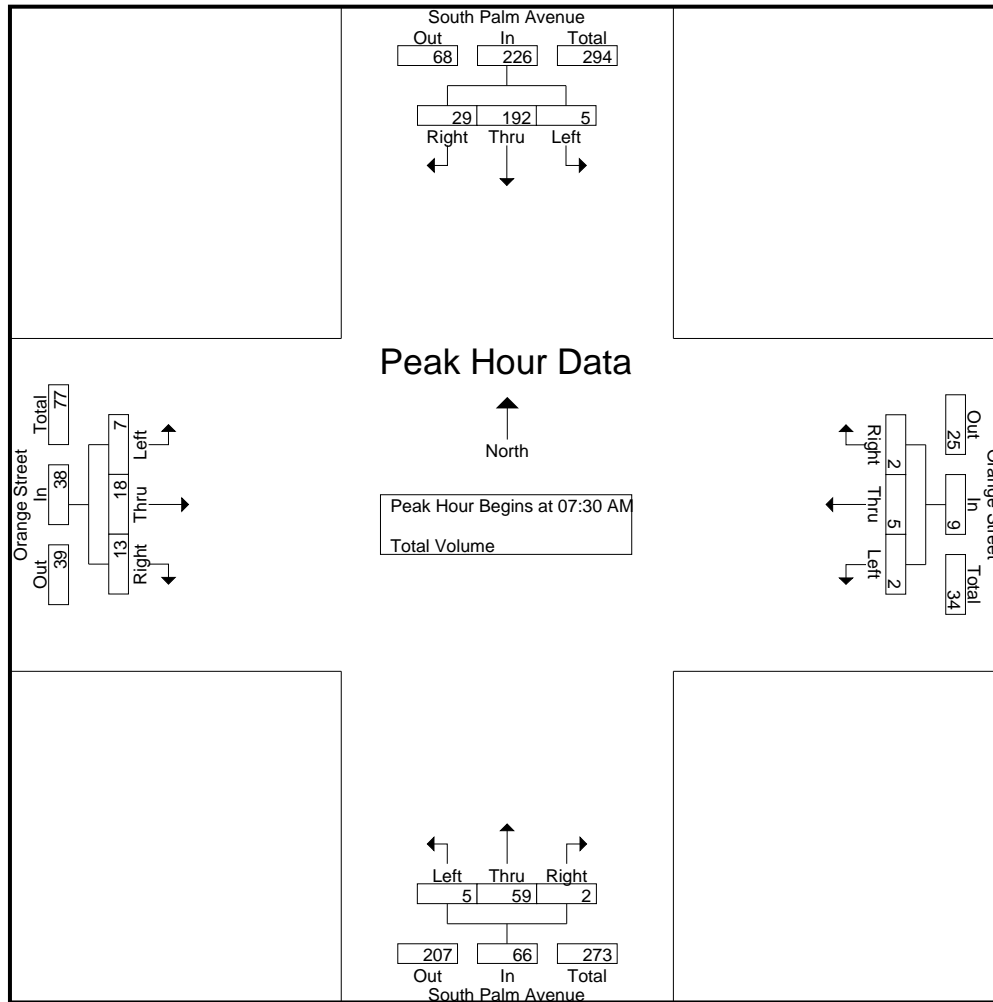 South Palm Avenue
Out In Total
68 226 294
29 192 5
Right Thru Left
Peak Hour Data
North
Peak Hour Begins at 07:30 AM
Total Volume
Orange Street
Total In Out
77 38 39
7 18 13
Left Thru Right
Orange Street
Out In Total
25 9 34
Right Thru Left
2 5 2
Left Thru Right
5 59 2
207 66 273
Out In Total
South Palm Avenue